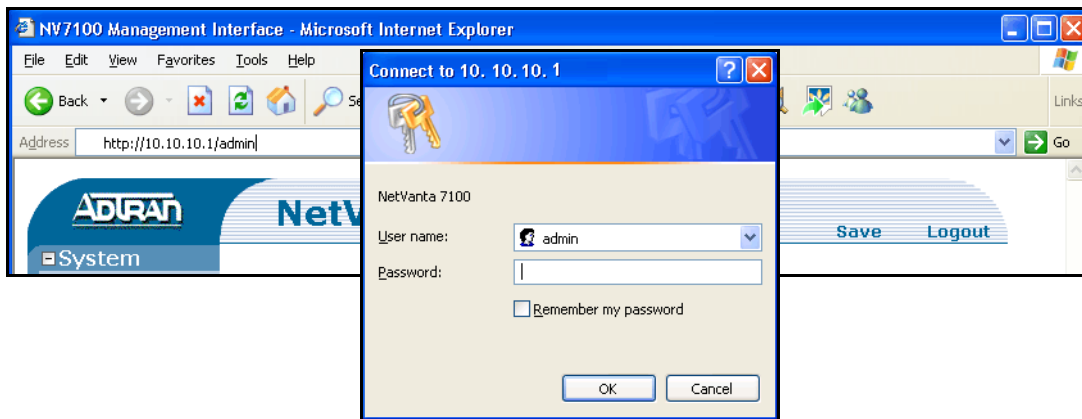 NV7100 Management Interface - Microsoft Internet Explorer
File Edit View Favorites Tools Help
Back
Links
Address http://10.10.10.1/admin Go
ADTRAN
NetV
Save Logout
System
Connect to 10. 10. 10. 1
NetVanta 7100
User name: admin
Password:
Remember my password
OK Cancel